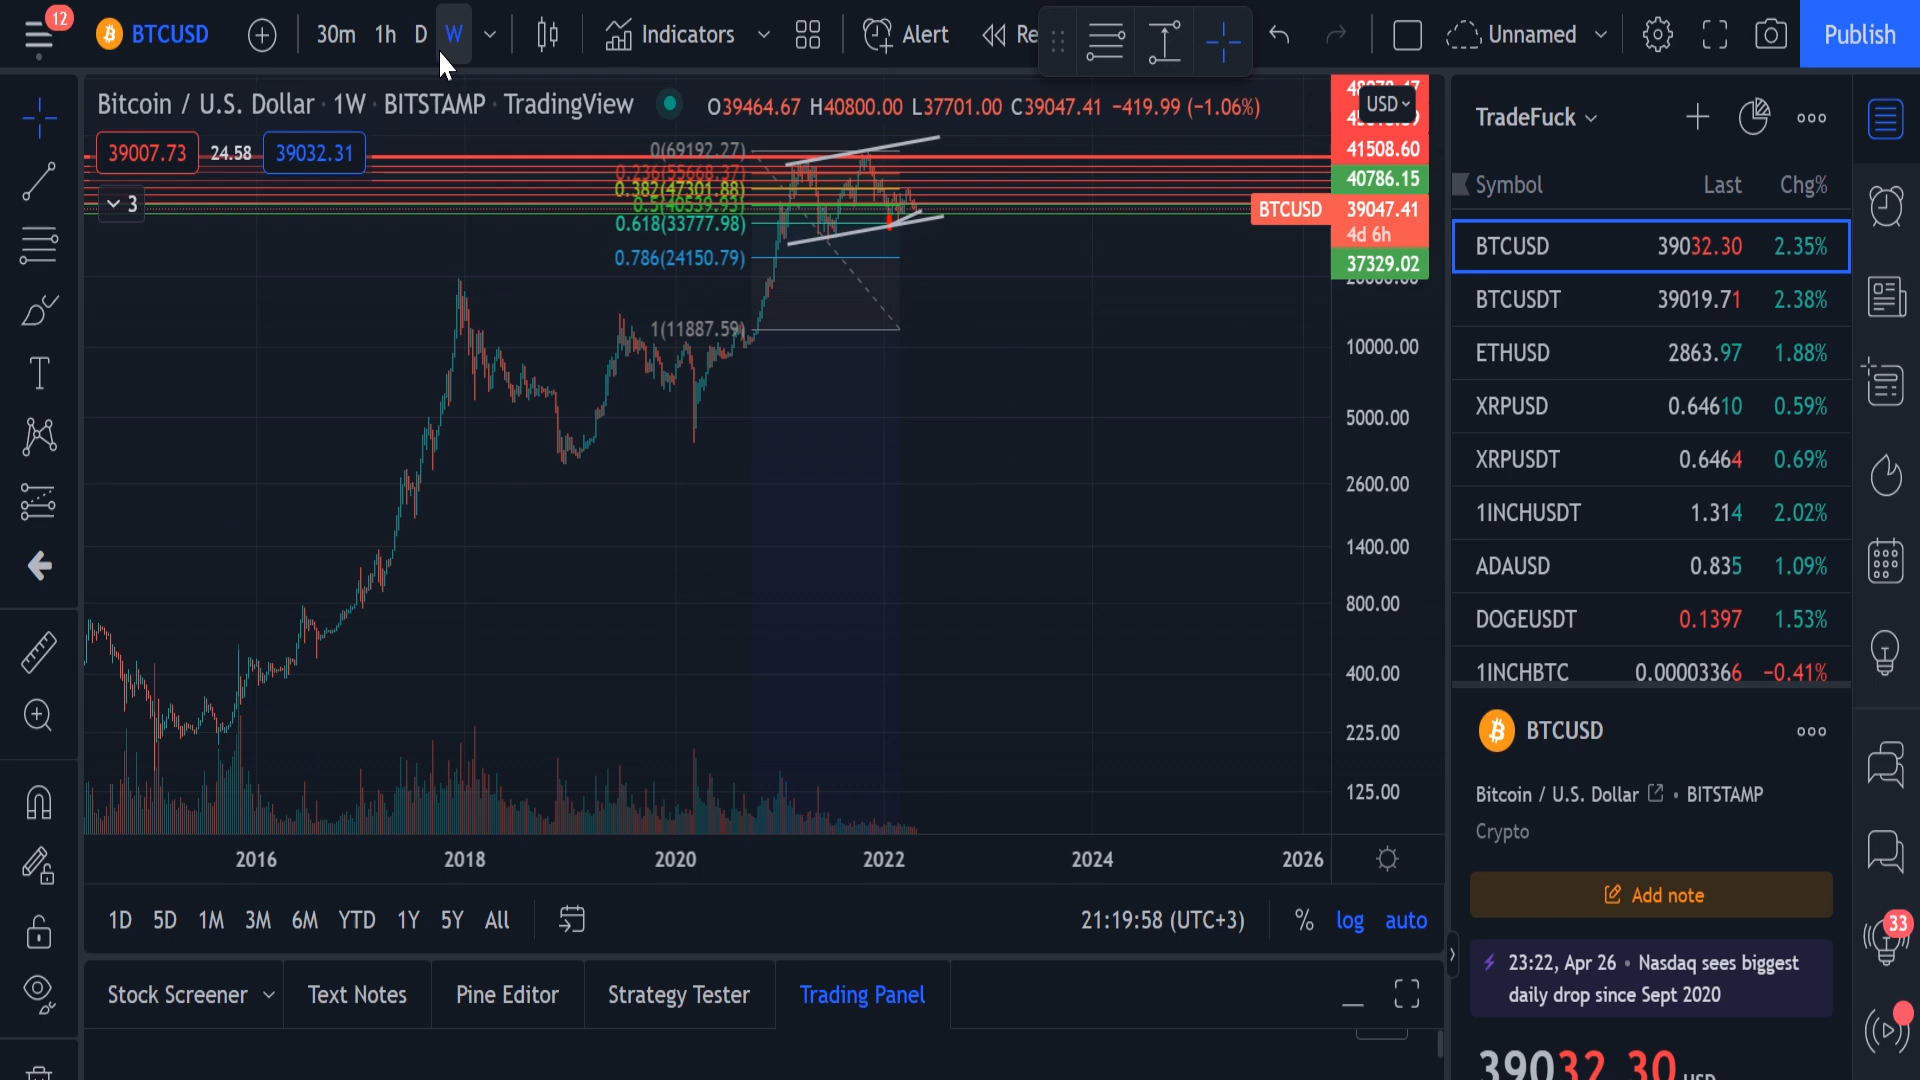 12
BTCUSD
30m 1h D W
Indicators
Alert
Re
Unnamed
Publish
Bitcoin / U.S. Dollar · 1W · BITSTAMP · TradingView
O39464.67 H40800.00 L37701.00 C39047.41 −419.99 (−1.06%)
39007.73 24.58 39032.31
3
0(69192.27)
0.236(55668.37)
0.382(47301.88)
0.5(40539.93)
0.618(33777.98)
0.786(24150.79)
1(11887.59)
USD
41508.60
40786.15
BTCUSD 39047.41
4d 6h
37329.02
20000.00
10000.00
5000.00
2600.00
1400.00
800.00
400.00
225.00
125.00
2016 2018 2020 2022 2024 2026
1D 5D 1M 3M 6M YTD 1Y 5Y All
21:19:58 (UTC+3) % log auto
Stock Screener Text Notes Pine Editor Strategy Tester Trading Panel
TradeFuck
Symbol Last Chg%
BTCUSD 39032.30 2.35%
BTCUSDT 39019.71 2.38%
ETHUSD 2863.97 1.88%
XRPUSD 0.64610 0.59%
XRPUSDT 0.6464 0.69%
1INCHUSDT 1.314 2.02%
ADAUSD 0.835 1.09%
DOGEUSDT 0.1397 1.53%
1INCHBTC 0.00003366 −0.41%
BTCUSD
Bitcoin / U.S. Dollar • BITSTAMP
Crypto
Add note
23:22, Apr 26 • Nasdaq sees biggest
daily drop since Sept 2020
39032.30 USD
33